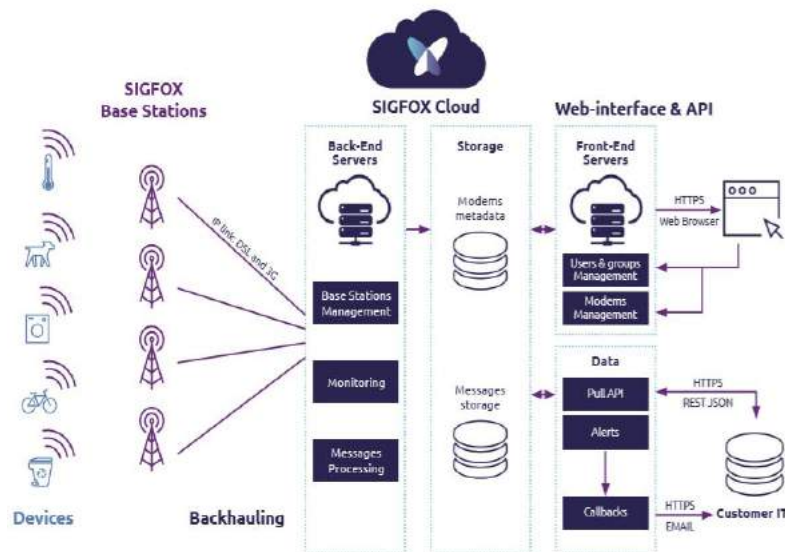 SIGFOX
Base Stations
SIGFOX Cloud
Web-interface & API
Back-End
Servers
Storage
Front-End
Servers
Modems
metadata
HTTPS
Web Browser
IP link: DSL and 3G
Users & groups
Management
Modems
Management
Base Stations
Management
Monitoring
Messages
Processing
Messages
storage
Data
Pull API
Alerts
Callbacks
HTTPS
REST JSON
HTTPS
EMAIL
Customer IT
Devices
Backhauling